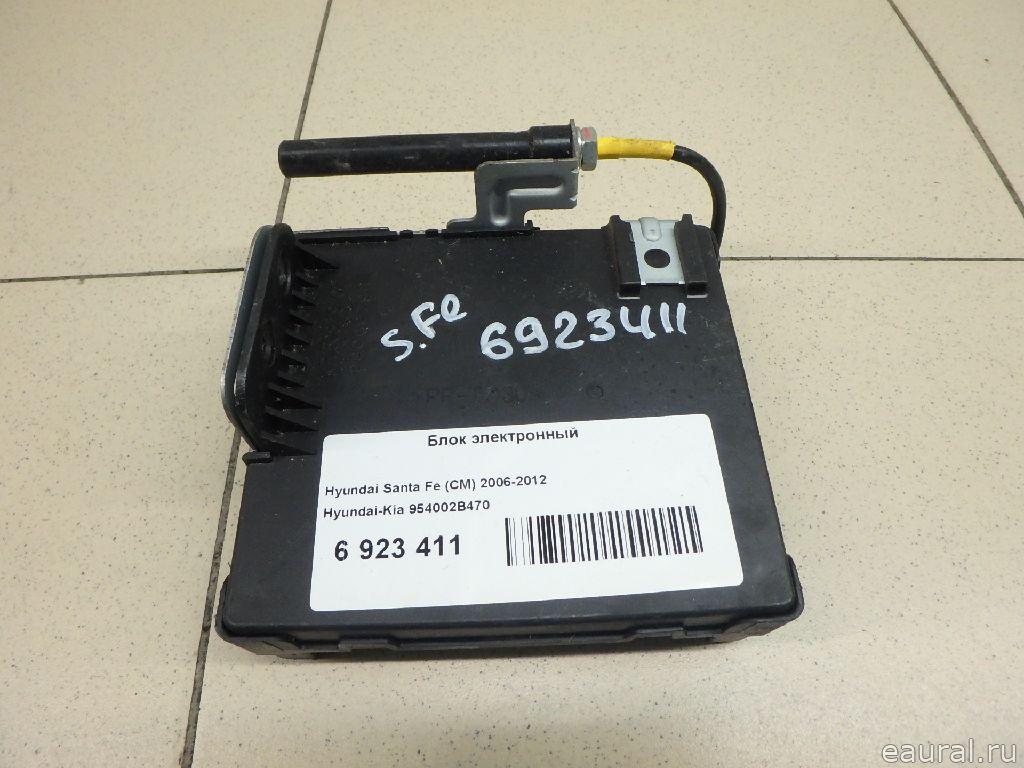 S.Fe
6923411
Блок электронный
Hyundai Santa Fe (CM) 2006-2012
Hyundai-Kia 954002B470
6 923 411
eaural.ru